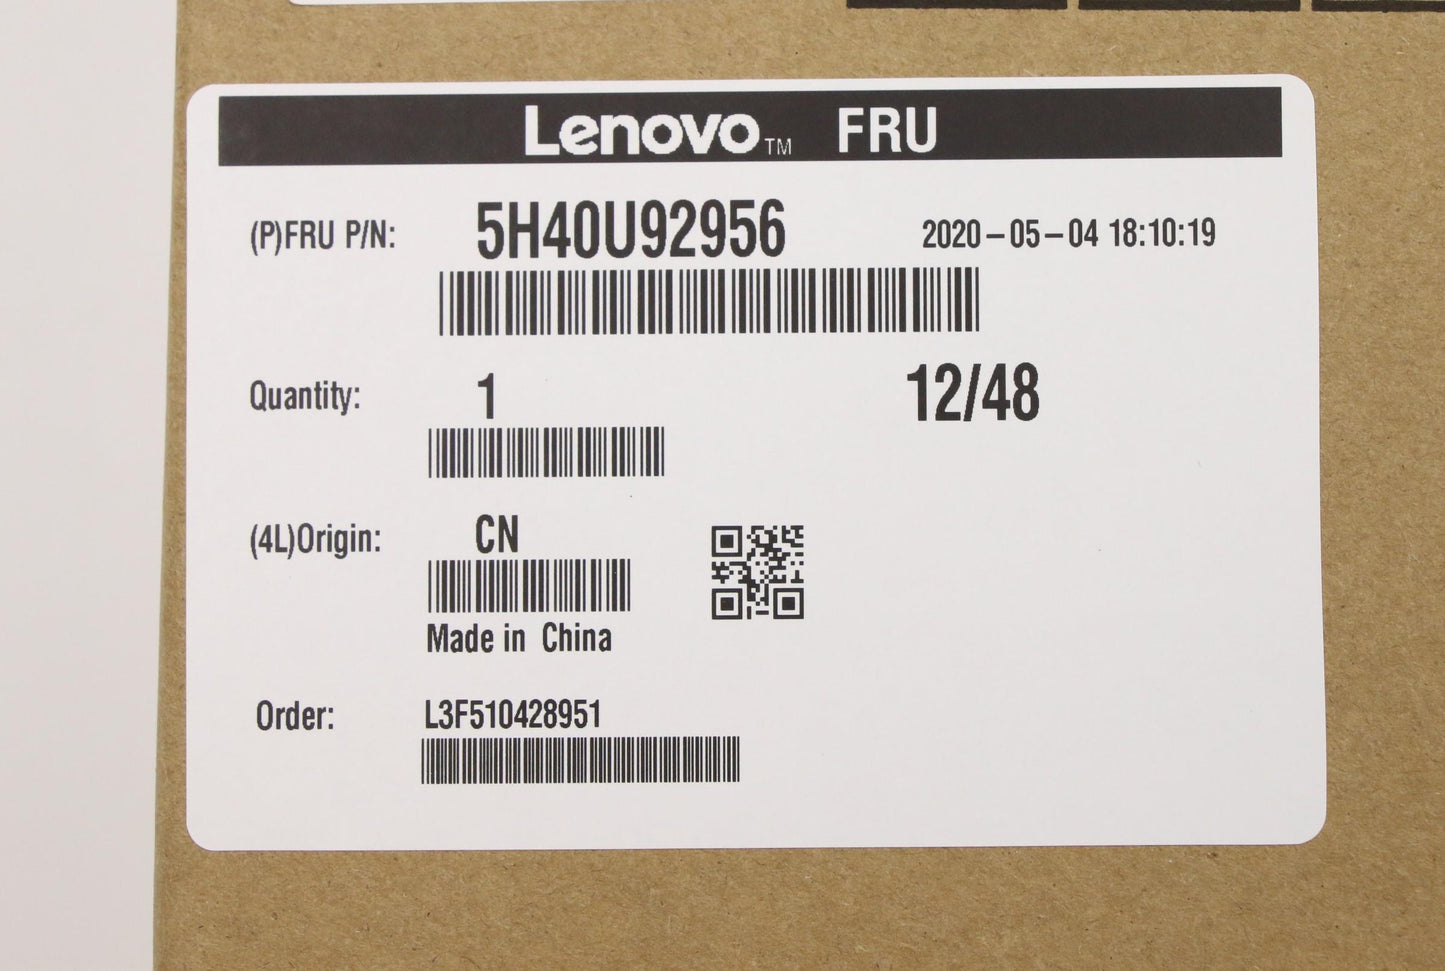 Lenovo™ FRU
(P)FRU P/N: 5H40U92956 2020-05-04 18:10:19
Quantity: 1 12/48
(4L)Origin: CN
Made in China
Order: L3F510428951